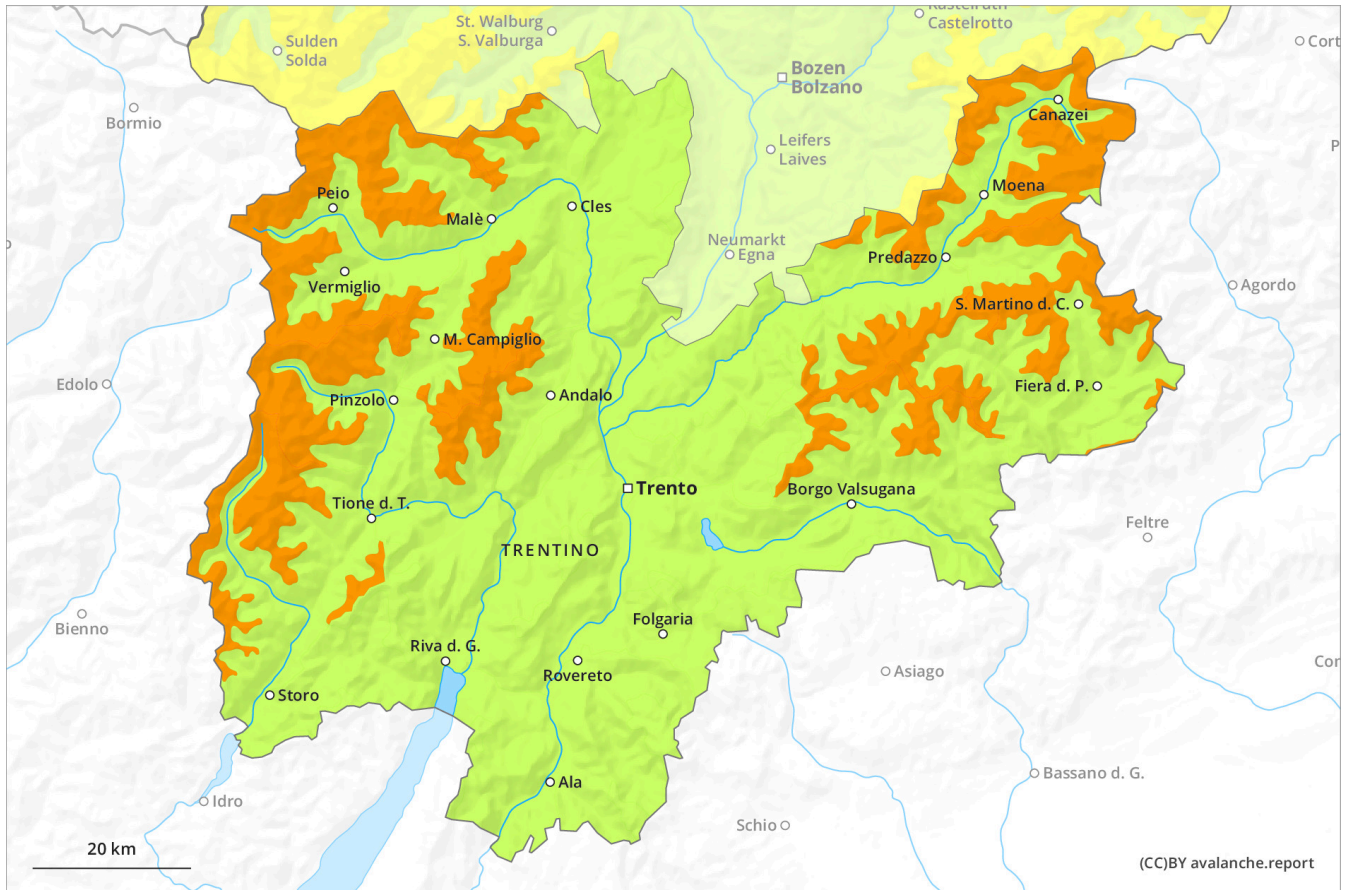 Kastelruth
Castelrotto
St. Walburg
S. Valburga
Sulden
Solda
Cort
Bozen
Bolzano
Bormio
Canazei
Leifers
Laives
P
Peio
Moena
Malè
Cles
Neumarkt
Egna
Predazzo
Vermiglio
Agordo
S. Martino d. C.
M. Campiglio
Edolo
Fiera d. P.
Pinzolo
Andalo
Trento
Borgo Valsugana
Tione d. T.
Feltre
TRENTINO
Bienno
Folgaria
Riva d. G.
Rovereto
Asiago
Cor
Storo
Ala
Bassano d. G.
Idro
Schio
20 km
(CC)BY avalanche.report